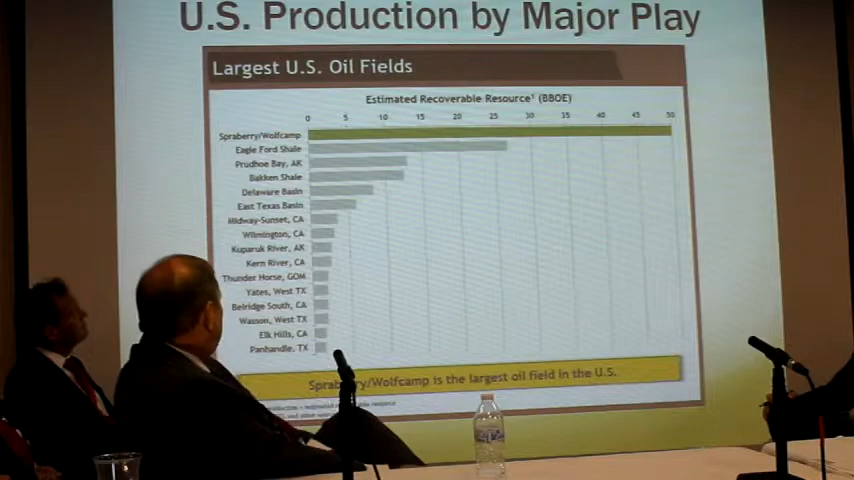 U.S. Production by Major Play
Largest U.S. Oil Fields
Estimated Recoverable Resource¹ (BBOE)
0 5 10 15 20 25 30 35 40 45 50
Spraberry/Wolfcamp
Eagle Ford Shale
Prudhoe Bay, AK
Bakken Shale
Delaware Basin
East Texas Basin
Midway-Sunset, CA
Wilmington, CA
Kuparuk River, AK
Kern River, CA
Thunder Horse, GOM
Yates, West TX
Belridge South, CA
Wasson, West TX
Elk Hills, CA
Panhandle, TX
Spraberry/Wolfcamp is the largest oil field in the U.S.